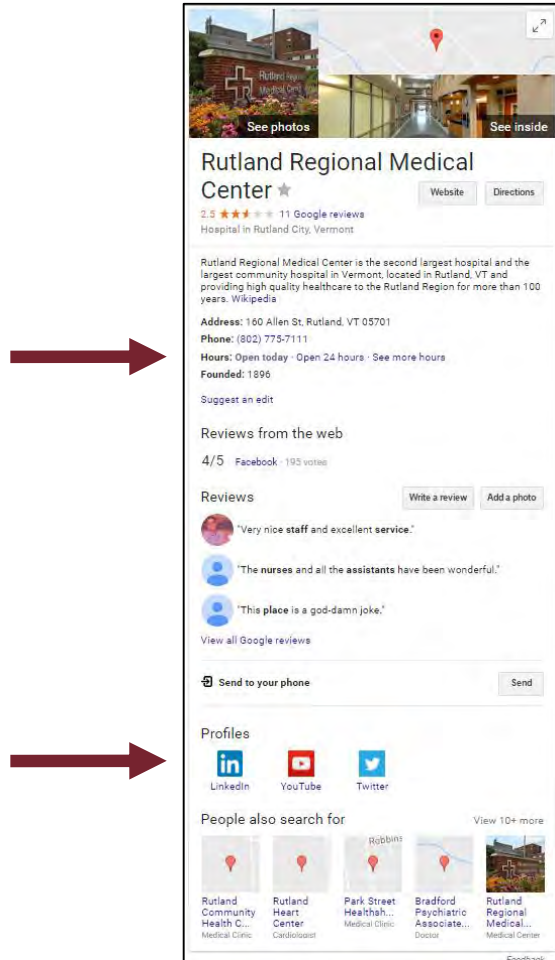 Rutland Regional
Medical Center
See photos
See inside
Rutland Regional Medical
Center
Website
Directions
2.5 11 Google reviews
Hospital in Rutland City, Vermont
Rutland Regional Medical Center is the second largest hospital and the
largest community hospital in Vermont, located in Rutland, VT and
providing high quality healthcare to the Rutland Region for more than 100
years. Wikipedia
Address: 160 Allen St, Rutland, VT 05701
Phone: (802) 775-7111
Hours: Open today · Open 24 hours · See more hours
Founded: 1896
Suggest an edit
Reviews from the web
4/5 Facebook · 195 votes
Reviews
Write a review
Add a photo
"Very nice staff and excellent service."
"The nurses and all the assistants have been wonderful."
"This place is a god-damn joke."
View all Google reviews
Send to your phone
Send
Profiles
in
LinkedIn
YouTube
Twitter
People also search for
View 10+ more
Robbins
Rutland
Community
Health C...
Medical Clinic
Rutland
Heart
Center
Cardiologist
Park Street
Healthsh...
Medical Clinic
Bradford
Psychiatric
Associate...
Doctor
Rutland
Regional
Medical...
Medical Center
Feedback